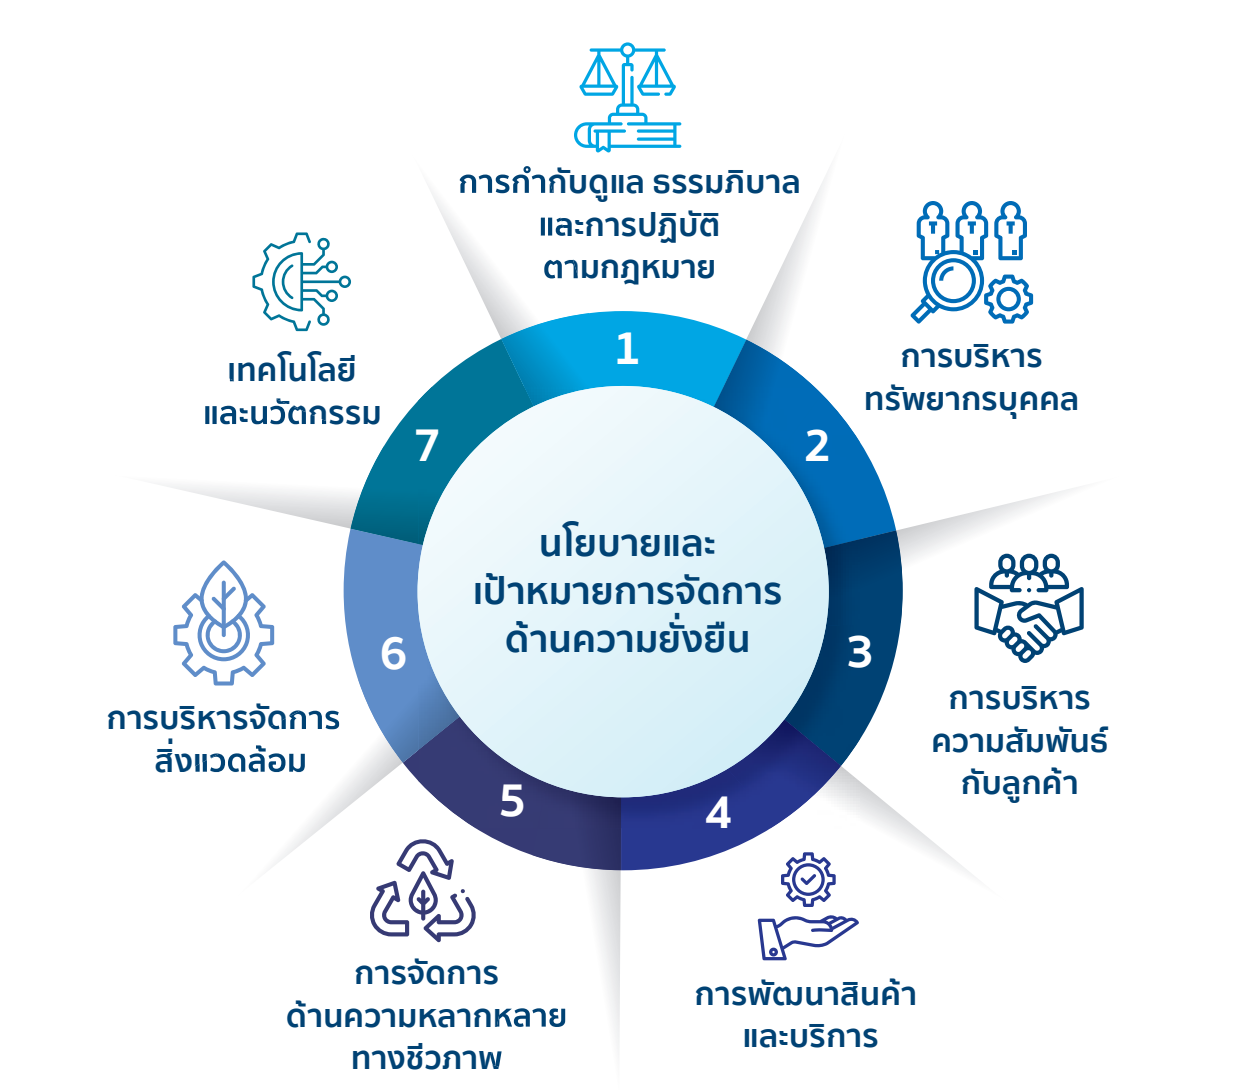 การกำกับดูแล ธรรมภิบาล
และการปฏิบัติ
ตามกฎหมาย
1
การบริหาร
ทรัพยากรบุคคล
2
การบริหาร
ความสัมพันธ์
กับลูกค้า
3
การพัฒนาสินค้า
และบริการ
4
การจัดการ
ด้านความหลากหลาย
ทางชีวภาพ
5
การบริหารจัดการ
สิ่งแวดล้อม
6
เทคโนโลยี
และนวัตกรรม
7
นโยบายและ
เป้าหมายการจัดการ
ด้านความยั่งยืน